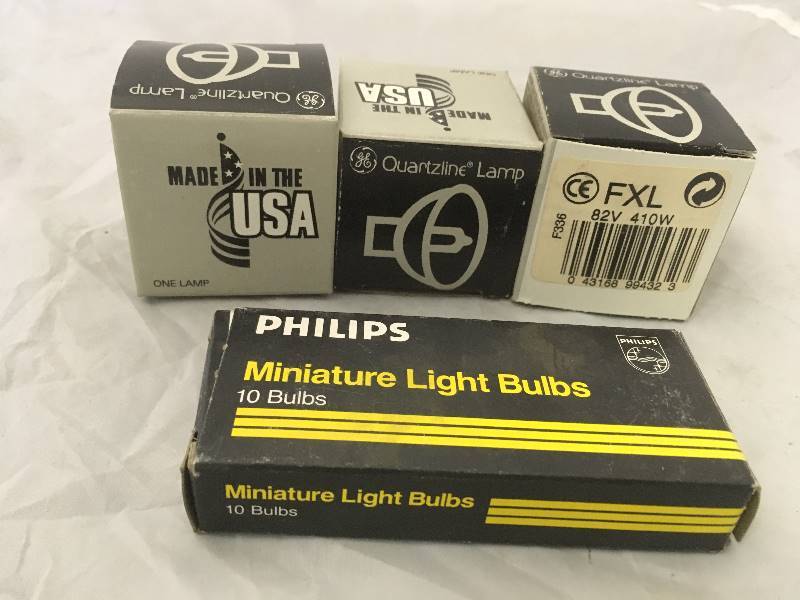 Quartzline® Lamp
GE
MADE IN THE
USA
ONE LAMP
ONE LAMP
MADE IN THE
USA
GE Quartzline® Lamp
Quartzline® Lamp
GE
CE FXL
82V 410W
F336
0 43168 99432 3
PHILIPS
PHILIPS
Miniature Light Bulbs
10 Bulbs
Miniature Light Bulbs
10 Bulbs